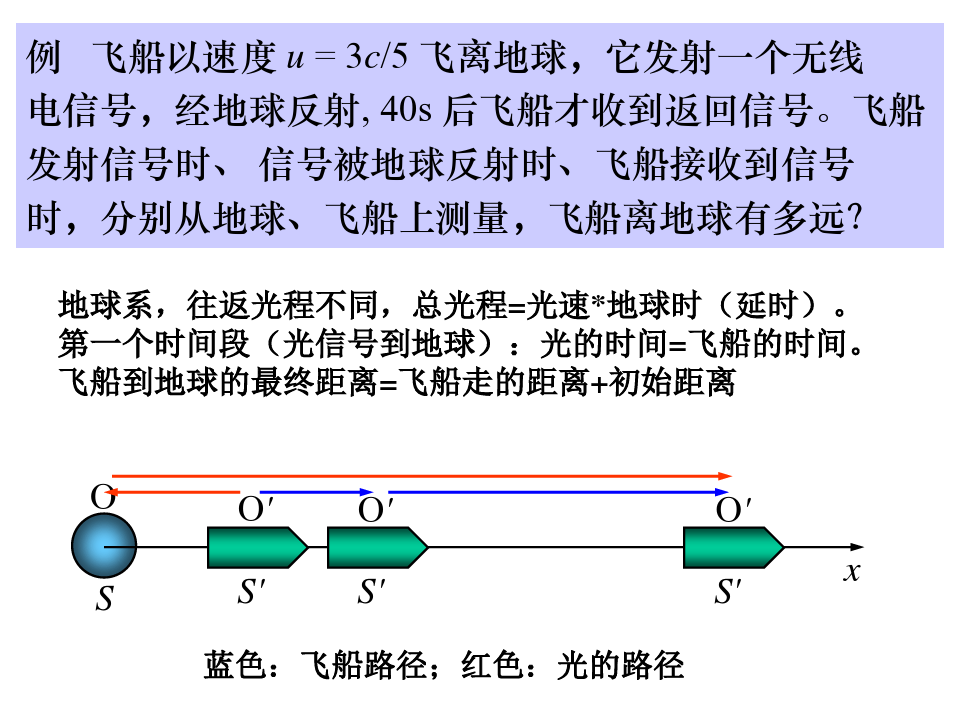 例 飞船以速度 u = 3c/5 飞离地球，它发射一个无线
电信号，经地球反射, 40s 后飞船才收到返回信号。飞船
发射信号时、 信号被地球反射时、飞船接收到信号
时，分别从地球、飞船上测量，飞船离地球有多远？
地球系，往返光程不同，总光程=光速*地球时（延时）。
第一个时间段（光信号到地球）：光的时间=飞船的时间。
飞船到地球的最终距离=飞船走的距离+初始距离
O O′ O′ O′
x
S S′ S′ S′
蓝色：飞船路径；红色：光的路径